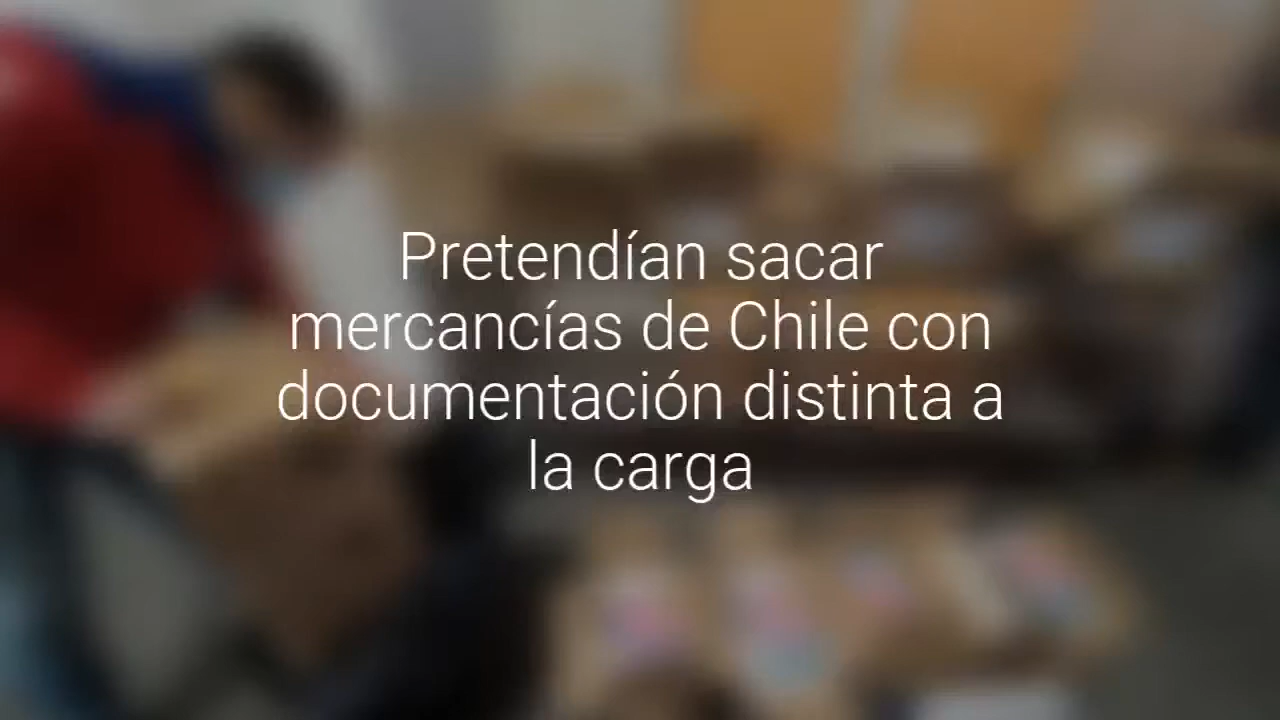 Pretendían sacar
mercancías de Chile con
documentación distinta a
la carga